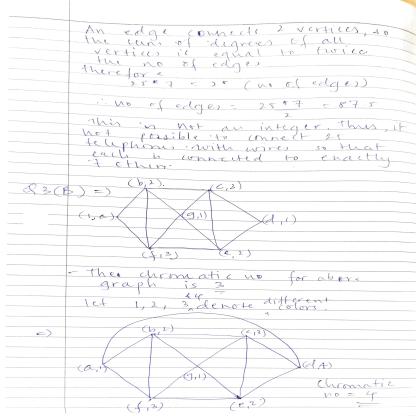 An edge connects 2 vertices, so
the sum of degrees of all
vertices is equal to twice
the no of edges
therefore
25*7 = 2* (no of edges)
∴ no of edges = 25*7 = 87.5
2
This is not an integer. Thus, it
not possible to connect 25
telephones with wires so that
each is connected to exactly
7 others.
Q3(B) =>
(b,2) (c,3)
(1,a) (g,1) (d,1)
(f,3) (e,2)
- The chromatic no for above
graph is 3
Let 1, 2, 3 & 4 denote different
colors.
=>
(b,2) (c,3)
(a,1) (g,1) (d,4)
(f,3) (e,2)
Chromatic
no = 4